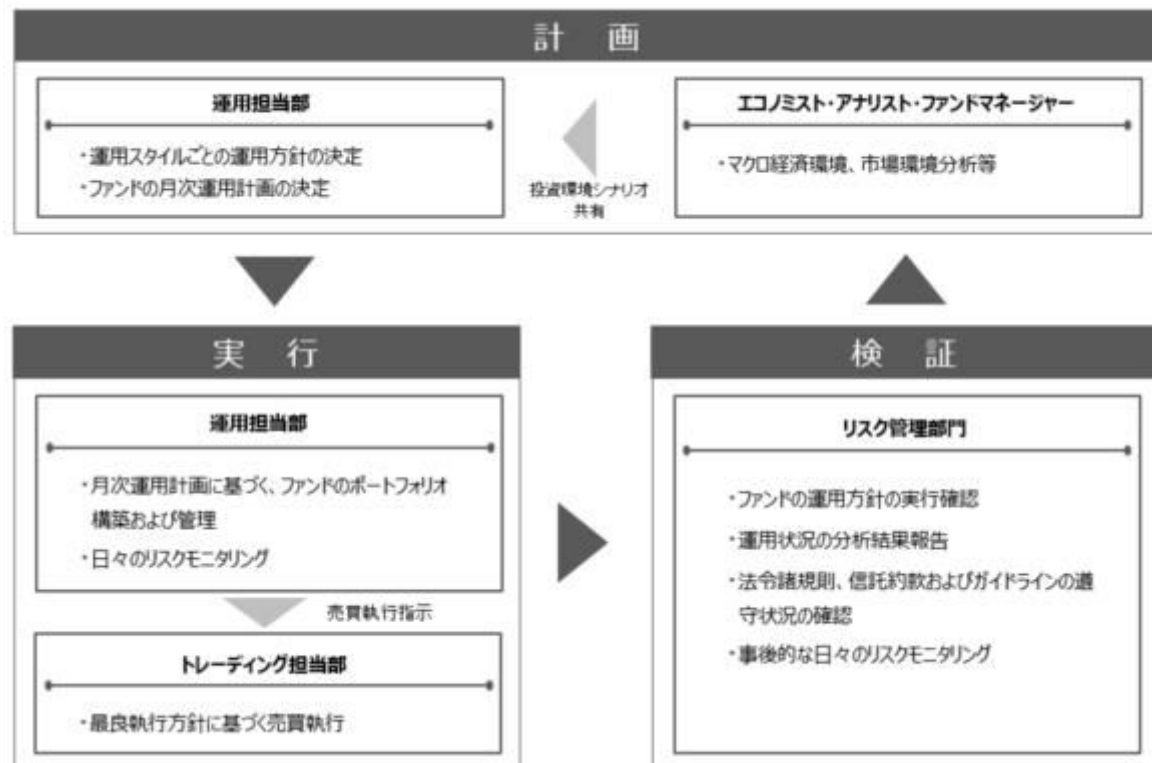 計 画
運用担当部
・運用スタイルごとの運用方針の決定
・ファンドの月次運用計画の決定
投資環境シナリオ
共有
エコノミスト・アナリスト・ファンドマネージャー
・マクロ経済環境、市場環境分析等
実 行
運用担当部
・月次運用計画に基づく、ファンドのポートフォリオ
構築および管理
・日々のリスクモニタリング
売買執行指示
トレーディング担当部
・最良執行方針に基づく売買執行
検 証
リスク管理部門
・ファンドの運用方針の実行確認
・運用状況の分析結果報告
・法令諸規則、信託約款およびガイドラインの遵
守状況の確認
・事後的な日々のリスクモニタリング